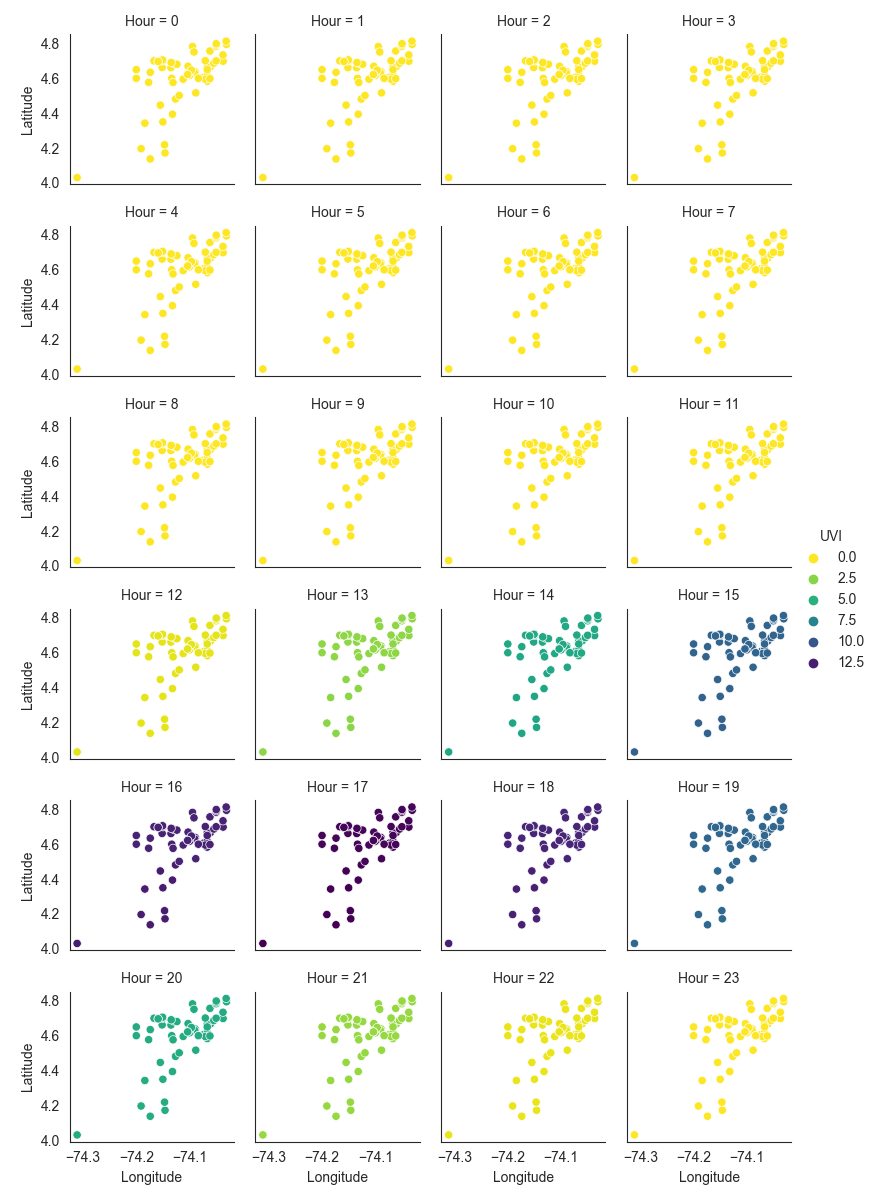 Hour = 0 Hour = 1 Hour = 2 Hour = 3
4.8
4.6
4.4
4.2
4.0
Latitude
Hour = 4 Hour = 5 Hour = 6 Hour = 7
4.8
4.6
4.4
4.2
4.0
Latitude
Hour = 8 Hour = 9 Hour = 10 Hour = 11
4.8
4.6
4.4
4.2
4.0
Latitude
UVI
0.0
2.5
5.0
7.5
10.0
12.5
Hour = 12 Hour = 13 Hour = 14 Hour = 15
4.8
4.6
4.4
4.2
4.0
Latitude
Hour = 16 Hour = 17 Hour = 18 Hour = 19
4.8
4.6
4.4
4.2
4.0
Latitude
Hour = 20 Hour = 21 Hour = 22 Hour = 23
4.8
4.6
4.4
4.2
4.0
Latitude
−74.3 −74.2 −74.1 −74.3 −74.2 −74.1 −74.3 −74.2 −74.1 −74.3 −74.2 −74.1
Longitude Longitude Longitude Longitude